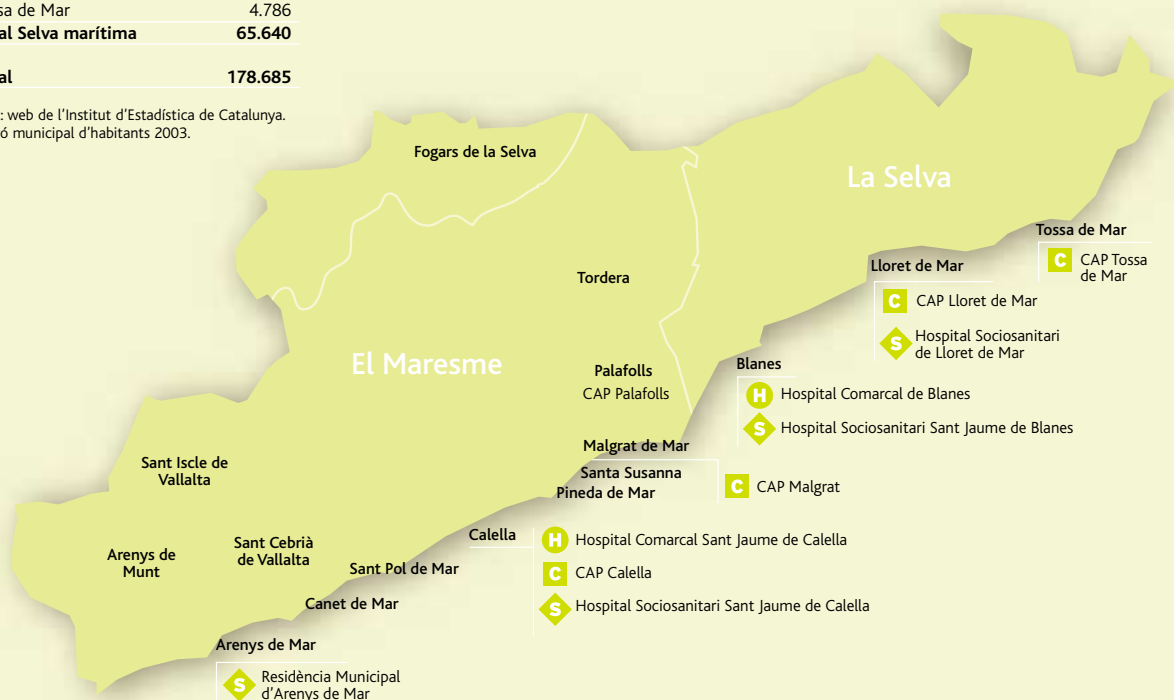 sa de Mar 4.786
al Selva marítima 65.640
al 178.685
: web de l'Institut d'Estadística de Catalunya.
ó municipal d'habitants 2003.
Fogars de la Selva
La Selva
Tossa de Mar
C CAP Tossa
de Mar
Lloret de Mar
C CAP Lloret de Mar
S Hospital Sociosanitari
de Lloret de Mar
Tordera
El Maresme
Palafolls
CAP Palafolls
Blanes
H Hospital Comarcal de Blanes
S Hospital Sociosanitari Sant Jaume de Blanes
Malgrat de Mar
Santa Susanna
Pineda de Mar
C CAP Malgrat
Sant Iscle de
Vallalta
Calella
H Hospital Comarcal Sant Jaume de Calella
C CAP Calella
S Hospital Sociosanitari Sant Jaume de Calella
Arenys de
Munt
Sant Cebrià
de Vallalta
Sant Pol de Mar
Canet de Mar
Arenys de Mar
S Residència Municipal
d'Arenys de Mar